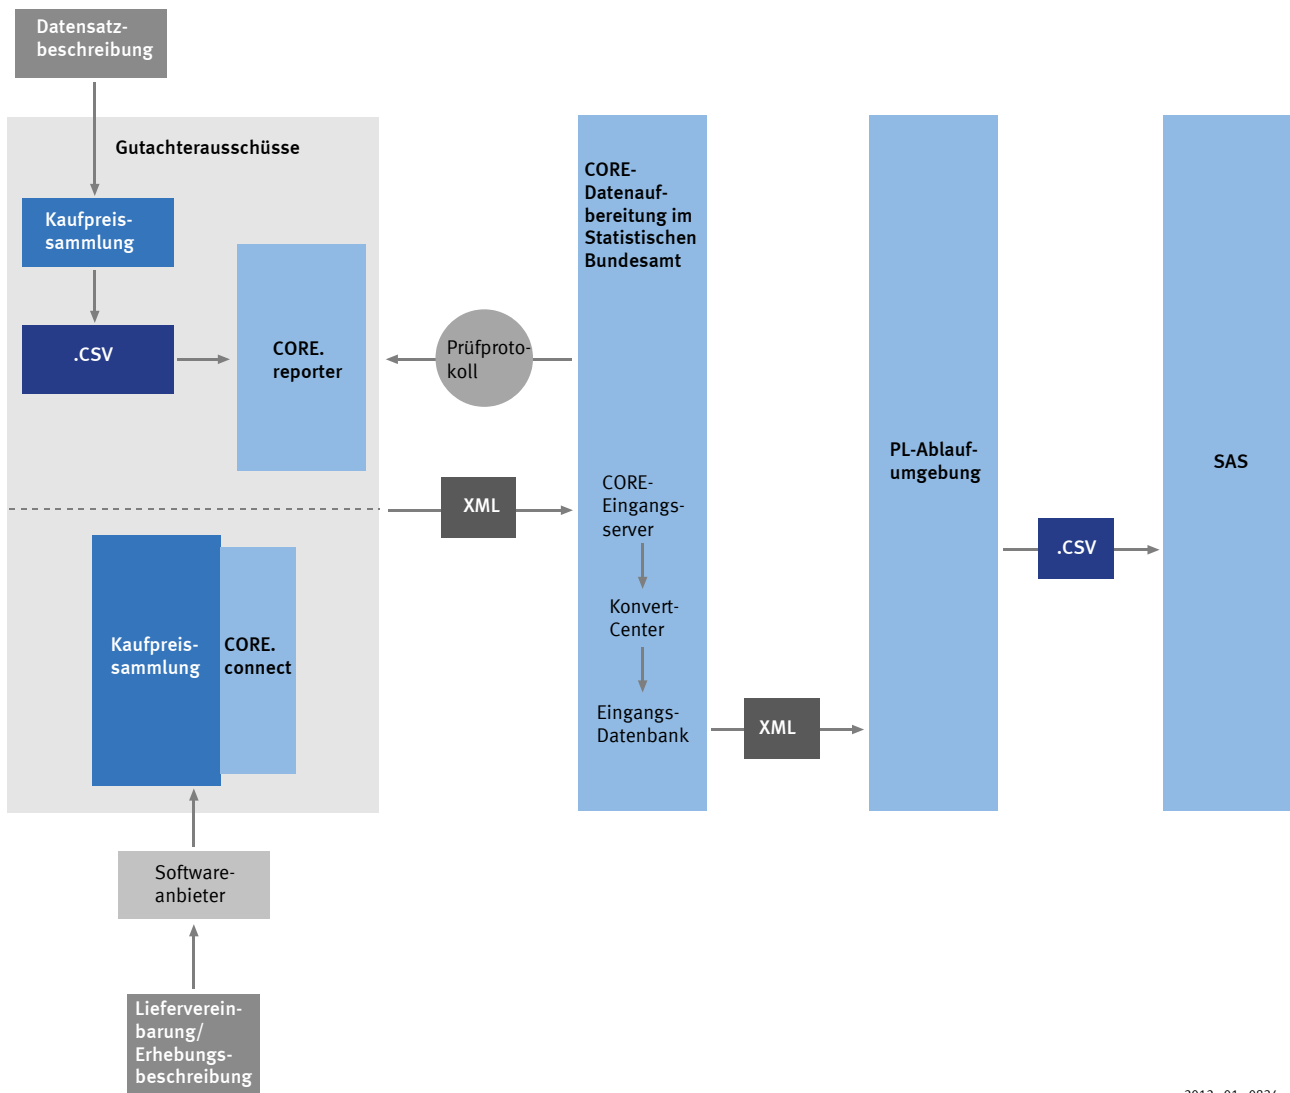 Datensatz-
beschreibung
Gutachterausschüsse
Kaufpreis-
sammlung
.CSV
CORE.
reporter
Prüfproto-
koll
XML
Kaufpreis-
sammlung
CORE.
connect
Software-
anbieter
Liefervererein-
barung/
Erhebungs-
beschreibung
CORE-
Datenauf-
bereitung im
Statistischen
Bundesamt
CORE-
Eingangs-
server
Konvert-
Center
Eingangs-
Datenbank
XML
PL-Ablauf-
umgebung
.CSV
SAS